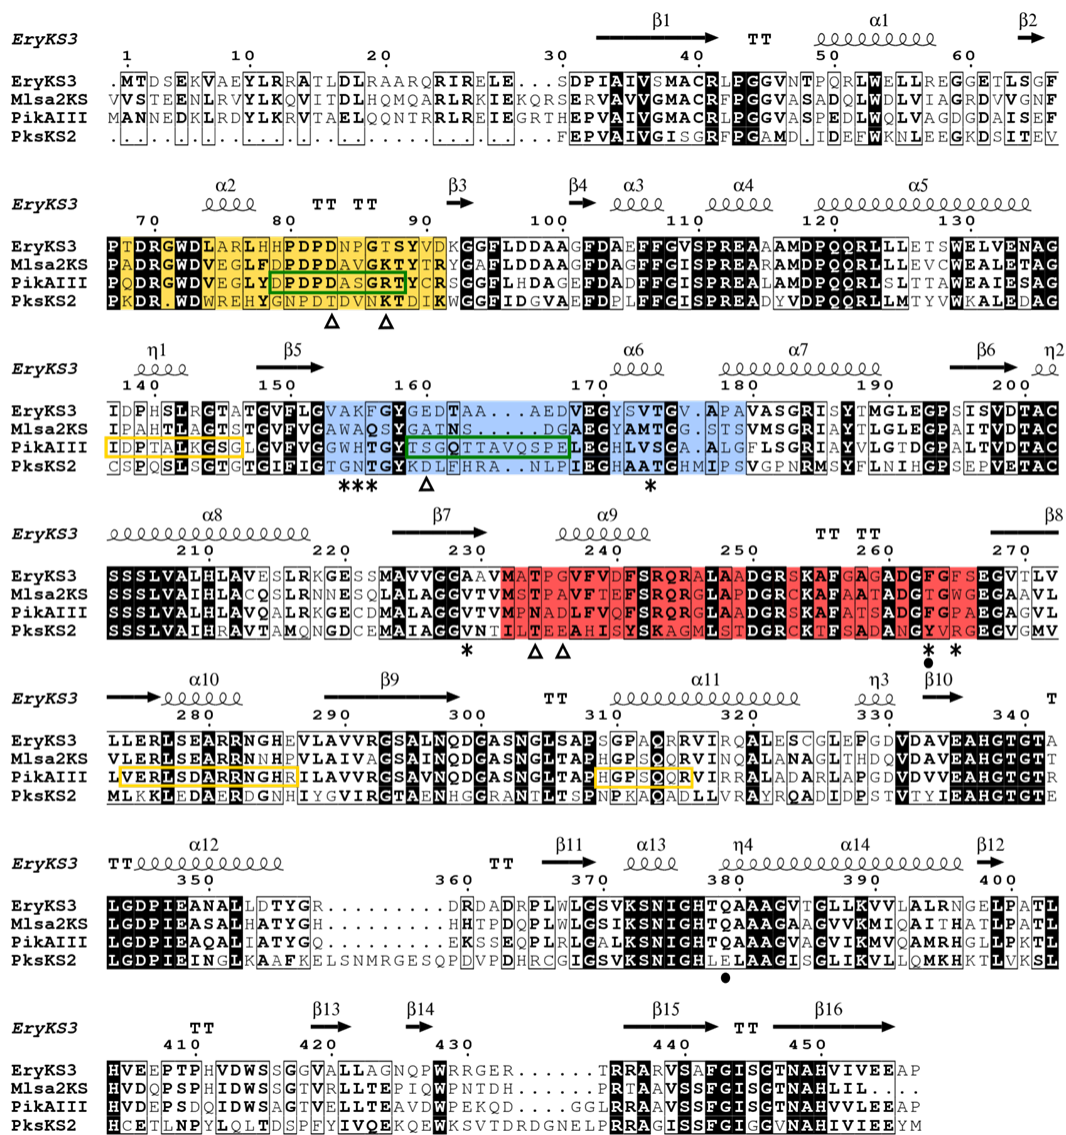 EryKS3 β1 TT α1 β2
1 10 20 30 40 50 60
EryKS3 .MTDSEKVAEYLRRATLDLRAARQRIRELE...SDPIAIVSMACRLPGGVNTPQRLWELLREGGETLSGF
Mlsa2KS VVSTEENLRVYLKQVITDLHQMQARLRKIEKQRSERVAVVGMACRFPGGVASADQLWDLVIAGRDVVGNF
PikAIII MANNEDKLRDYLKRVTAELQQNTRRLREIEGRTHEPVAIVGMACRLPGGVASPEDLWQLVAGDGDAISEF
PksKS2 .................................FEPVAIVGISGRFPGAMD.IDEFWKNLEEGKDSITEV
EryKS3 α2 TT TT β3 β4 α3 α4 α5
70 80 90 100 110 120 130
EryKS3 PTDRGWDLARLHHPDPDNPGTSYVDKGGFLDDAAGFDAEFFGVSPREAAAMDPQQRLLLETSWELVENAG
Mlsa2KS PADRGWDVEGLFDPDPDAVGKTYTRYGAFLDDAAGFDAGFFGISPREARAMDPQQRLLLEVCWEALETAG
PikAIII PQDRGWDVEGLYDPDPDASGRTYCRSGGFLHDAGEFDADFFGISPREALAMDPQQRLSLTTAWEAIESAG
PksKS2 PKDR.WDWREHYGNPDTDVNKTDIKWGGFIDGVAEFDPLFFGISPREADYVDPQQRLLMTYVWKALEDAG
EryKS3 η1 β5 α6 α7 β6 η2
140 150 160 170 180 190 200
EryKS3 IDPHSLRGTATGVFLGVAKFGYGEDTAA...AEDVEGYSVTGV.APAVASGRISYTMGLEGPSISVDTAC
Mlsa2KS IPAHTLAGTSTGVFVGAWAQSYGATNS.....DGAEGYAMTGG.STSVMSGRIAYTLGLEGPAITVDTAC
PikAIII IDPTALKGSGLGVFVGGWHTGYTSGQTTAVQSPELEGHLVSGA.ALGFLSGRIAYVLGTDGPALTVDTAC
PksKS2 CSPQSLSGTGTGIFIGTGNTGYKDLFHRA..NLPIEGHAATGHMIPSVGPNRMSYFLNIHGPSEPVETAC
* * * *
EryKS3 α8 β7 α9 TT TT β8
210 220 230 240 250 260 270
EryKS3 SSSLVALHLAVESLRKGESSMAVVGGAAVMATPGVFVDFSRQRALAADGRSKAFGAGADGFGFSEGVTLV
Mlsa2KS SSSLVALHLACQSLRNNESQLALAGGVTVMSTPAVFTEFSRQRGLAPDGRCKAFAATADGTGWGEGAAVL
PikAIII SSSLVALHLAVQALRKGECDMALAGGVTVMPNPADLFVQFSRQRGLAADGRSKAFATSADGFGPAEGAGVL
PksKS2 SSSLVAIHRAVTAMQNGDCEMAIAGGVNTILTEEAHISYSKAGMLSTDGRCKTFSADANGYVRGEGVGMV
* * *
EryKS3 α10 β9 TT α11 η3 β10 T
280 290 300 310 320 330 340
EryKS3 LLERLSEARRNGHEVLAVVRGSALNQDGASNGLSAPSGPAQRRVIRQALESCGLEPGDVDAVEAHGTGTA
Mlsa2KS VLERLSEARRNGHPVLAVVRGSAVNQDGASNGLTAPNGPSQQRVIRQALANAGLTHDDVDAVEAHGTGTT
PikAIII LVERLSDARRNGHRILAVVRGSAVNQDGASNGLTAPHGPSQQRVIRRALADARLAPGDVDVVEAHGTGTR
PksKS2 MLKKLEDAERDGNHIYGVIRGTAENHGGRANTLTSPNPKAQADLLVRAYRQADIDPSTVTYIEAHGTGTE
EryKS3 TT α12 TT β11 α13 η4 α14 β12
350 360 370 380 390 400
EryKS3 LGDPIEANALLDTYGR..........DRDADRPLWLGSVKSNIGHTQAAAGVTGLLKVVLALRNGELPATL
Mlsa2KS LGDPIEASALHATYGH..........HHTPDRPLRLGSVKSNIGHTQAAAGAAGVVKMIQAITHATLPATL
PikAIII LGDPIEAQALIATYGQ..........EKSSEQPLRLGALKSNIGHTQAAAGVAGVIKMVQAMRHGLLPKTL
PksKS2 LGDPIEINGLKAAFKELSNMRGESQPDVPDHRCGIGSVKSNIGHLELAAGISGLIKVLLQMKHKTLVKSL
EryKS3 TT β13 β14 β15 TT β16
410 420 430 440 450
EryKS3 HVEEPTPHVDWSSGGVALLAGNQPWRRGER......TRRARVSAFGISGTNAHVIVEEAP
Mlsa2KS HVDQPSPHIDWSAGTVRLLTEPIQWPNTDH......PRTAAVSSFGISGTNAHLIL....
PikAIII HVDEPSDQIDWSAGTVELLTEAVDWPEKQD...GGLRRAAVSSFGISGTNAHVVLEEAP
PksKS2 HCETLNPYLQLTDSPFYIVQEKQEWKSVTDRDGNELPRRAGISSFGIGGVNAHIVIEEYM